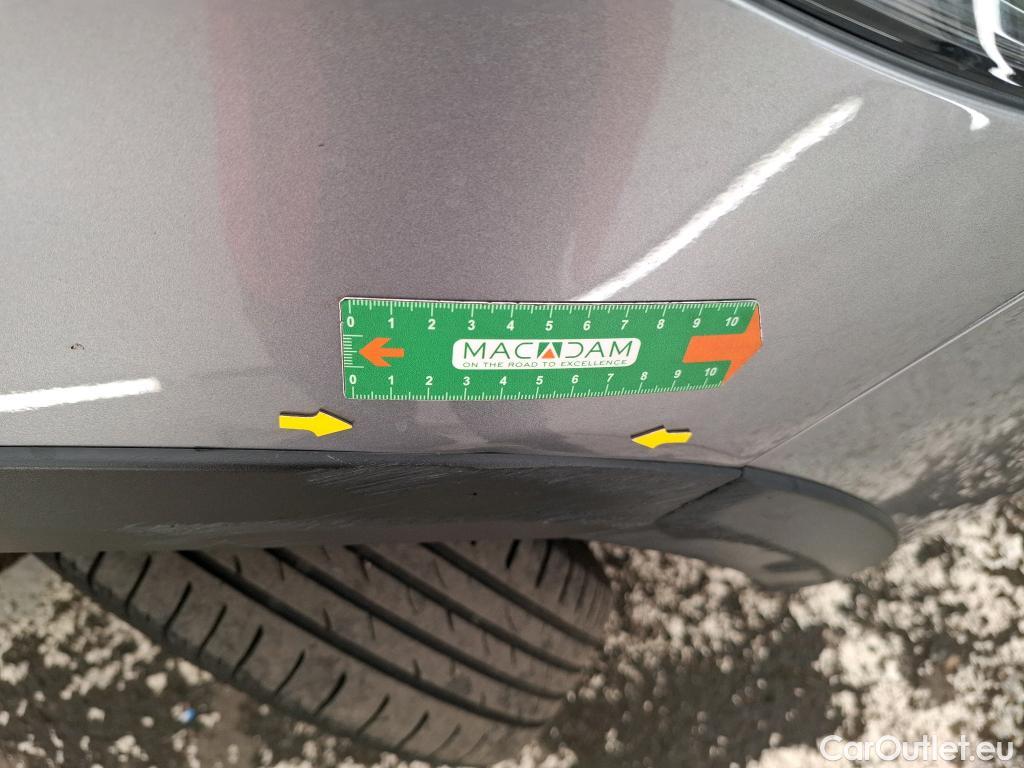 0 1 2 3 4 5 6 7 8 9 10
MACADAM
ON THE ROAD TO EXCELLENCE
0 1 2 3 4 5 6 7 8 9 10
CarOutlet.eu